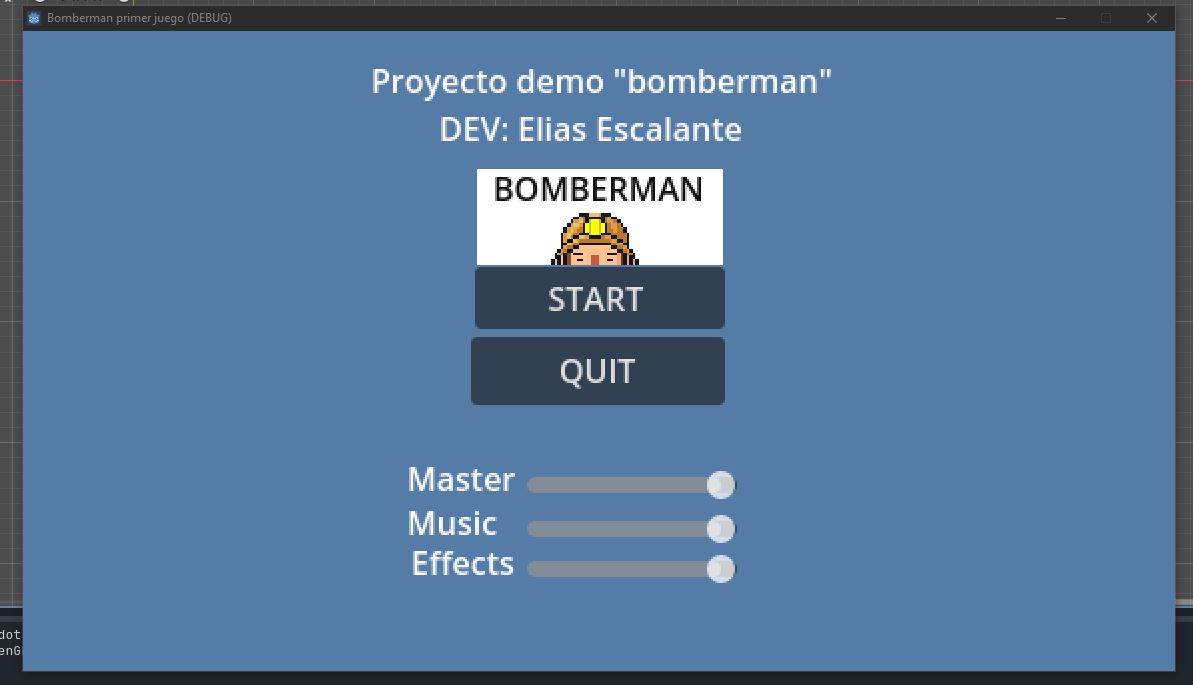 Bomberman primer juego (DEBUG)
Proyecto demo "bomberman"
DEV: Elias Escalante
BOMBERMAN
START
QUIT
Master
Music
Effects
dot
enG